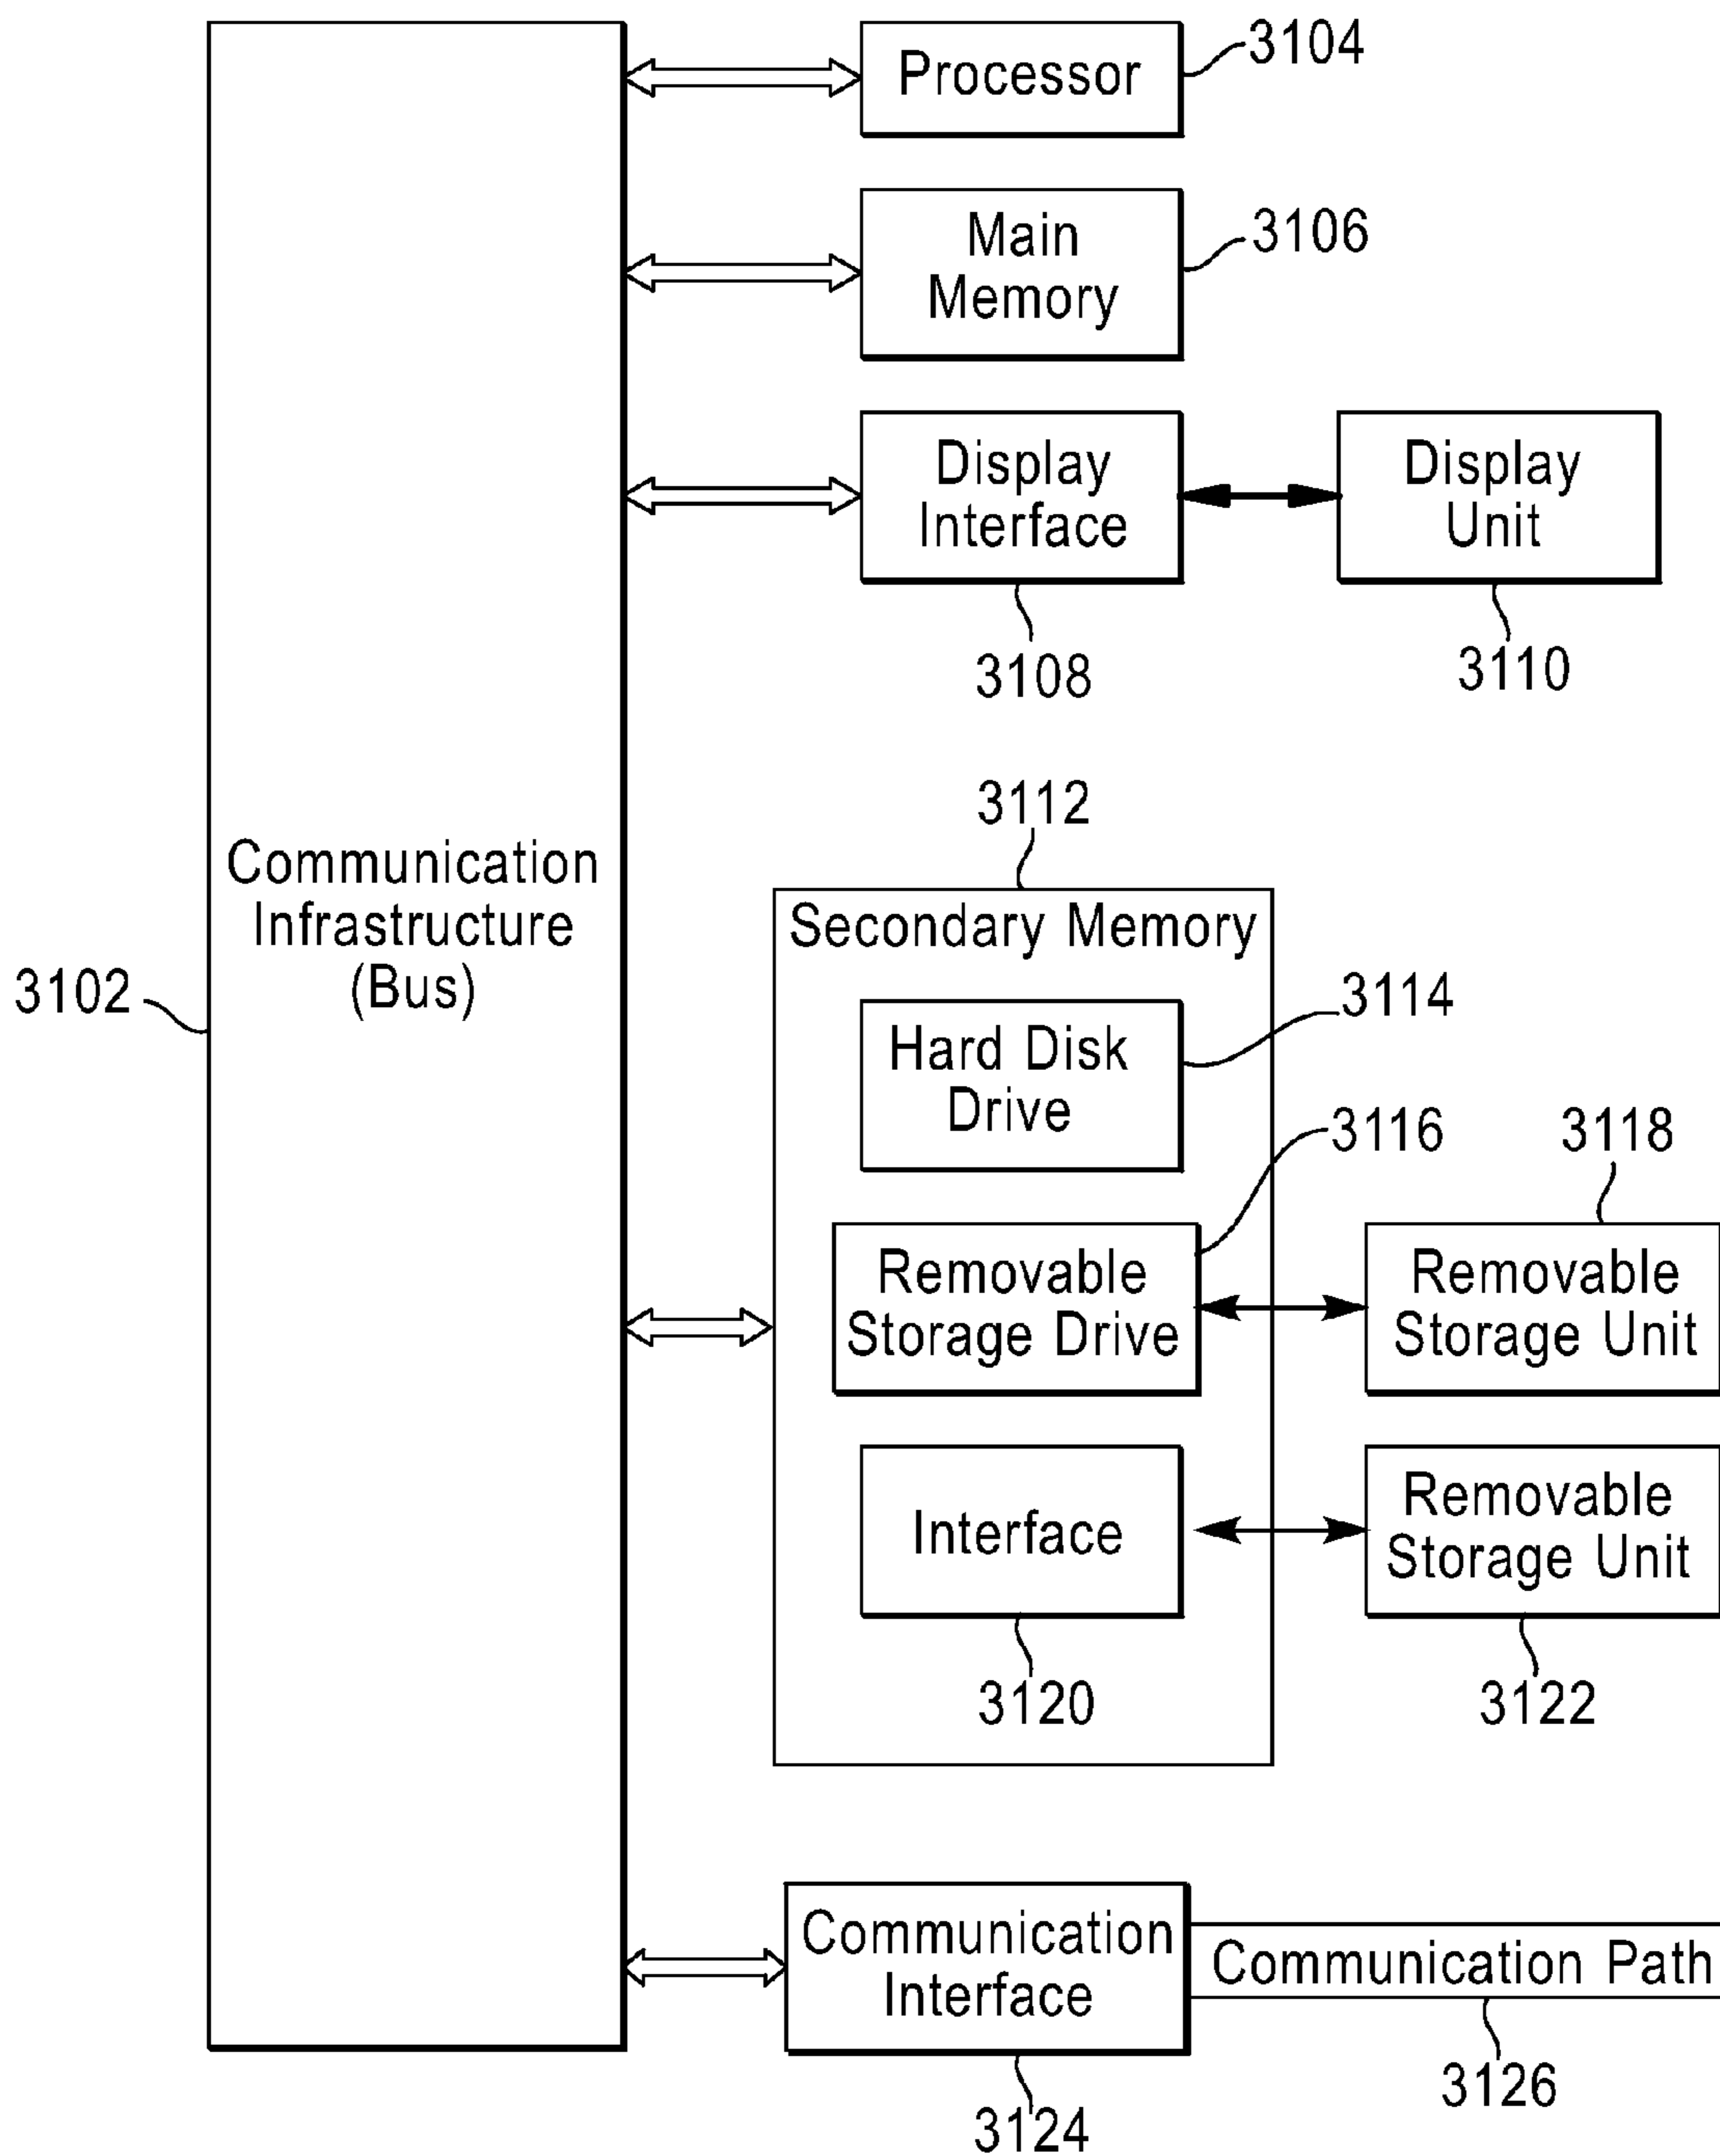 Processor
3104
Main
Memory
3106
Display
Interface
3108
Display
Unit
3110
Communication
Infrastructure
(Bus)
3102
3112
Secondary Memory
Hard Disk
Drive
3114
Removable
Storage Drive
3116
3118
Removable
Storage Unit
Interface
3120
Removable
Storage Unit
3122
Communication
Interface
3124
Communication Path
3126